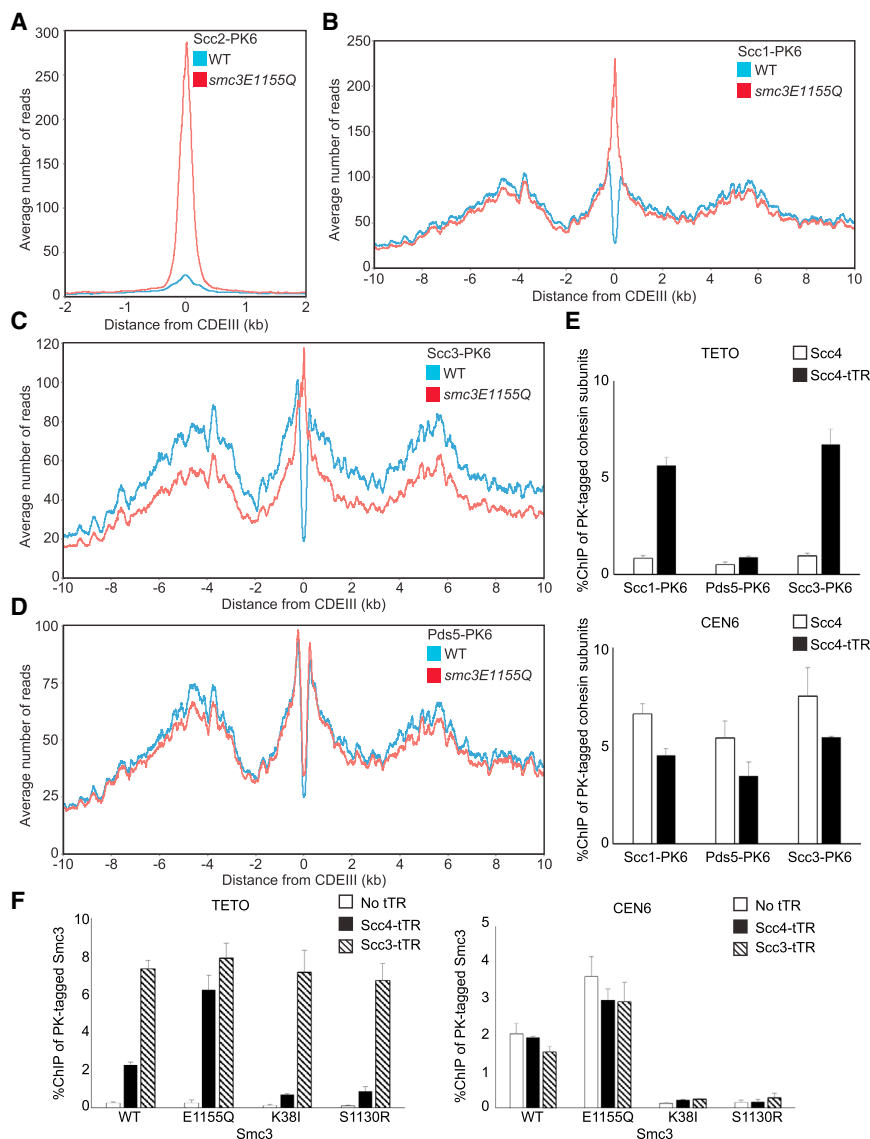 A
Scc2-PK6
WT
smc3E1155Q
Average number of reads
300
250
200
150
100
50
0
-2 -1 0 1 2
Distance from CDEIII (kb)
B
Scc1-PK6
WT
smc3E1155Q
Average number of reads
250
200
150
100
50
0
-10 -8 -6 -4 -2 0 2 4 6 8 10
Distance from CDEIII (kb)
C
Scc3-PK6
WT
smc3E1155Q
Average number of reads
120
100
80
60
40
20
0
-10 -8 -6 -4 -2 0 2 4 6 8 10
Distance from CDEIII (kb)
D
Pds5-PK6
WT
smc3E1155Q
Average number of reads
100
75
50
25
0
-10 -8 -6 -4 -2 0 2 4 6 8 10
Distance from CDEIII (kb)
E
TETO
Scc4
Scc4-tTR
%ChIP of PK-tagged cohesin subunits
10
5
0
Scc1-PK6 Pds5-PK6 Scc3-PK6
CEN6
Scc4
Scc4-tTR
%ChIP of PK-tagged cohesin subunits
10
5
0
Scc1-PK6 Pds5-PK6 Scc3-PK6
F
TETO
No tTR
Scc4-tTR
Scc3-tTR
%ChIP of PK-tagged Smc3
10
8
6
4
2
0
WT E1155Q K38I S1130R
Smc3
CEN6
No tTR
Scc4-tTR
Scc3-tTR
%ChIP of PK-tagged Smc3
5
4
3
2
1
0
WT E1155Q K38I S1130R
Smc3